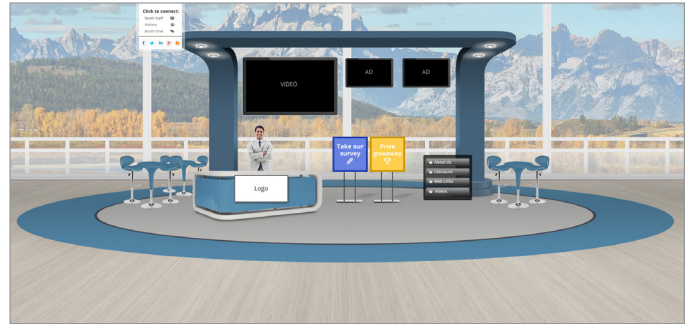 Click to connect:
Booth Staff
Visitors
Booth Chat
VIDEO
AD
AD
Take our
survey
Prize
giveaway
Logo
About Us
Literature
Web Links
Videos